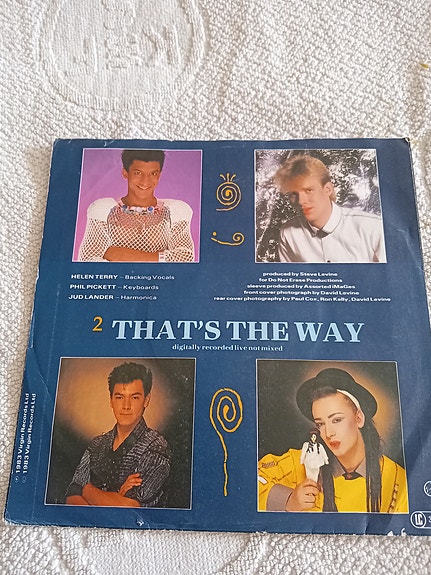 HELEN TERRY – Backing Vocals
PHIL PICKETT – Keyboards
JUD LANDER – Harmonica
produced by Steve Levine
for Do Not Erase Productions
sleeve produced by Assorted iMaGes
front cover photograph by David Levine
rear cover photography by Paul Cox, Ron Kelly, David Levine
2 THAT'S THE WAY
digitally recorded live not mixed
℗ 1983 Virgin Records Ltd
© 1983 Virgin Records Ltd
LC